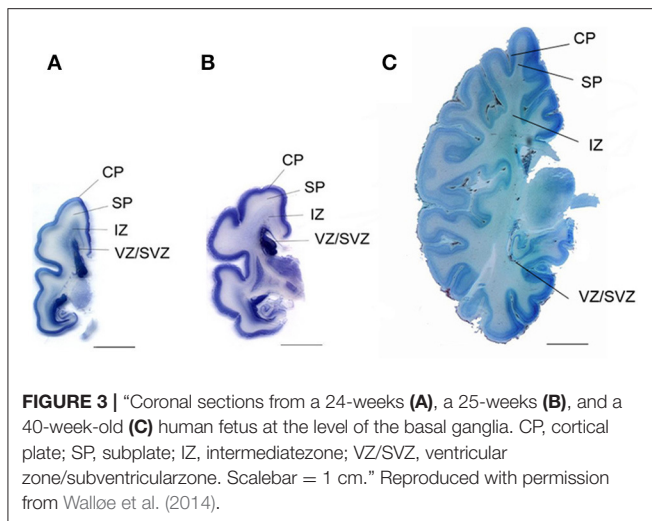 A
B
C
CP
SP
IZ
CP
SP
IZ
VZ/SVZ
CP
SP
IZ
VZ/SVZ
VZ/SVZ
FIGURE 3 | “Coronal sections from a 24-weeks (A), a 25-weeks (B), and a
40-week-old (C) human fetus at the level of the basal ganglia. CP, cortical
plate; SP, subplate; IZ, intermediatezone; VZ/SVZ, ventricular
zone/subventricularzone. Scalebar = 1 cm.” Reproduced with permission
from Walløe et al. (2014).